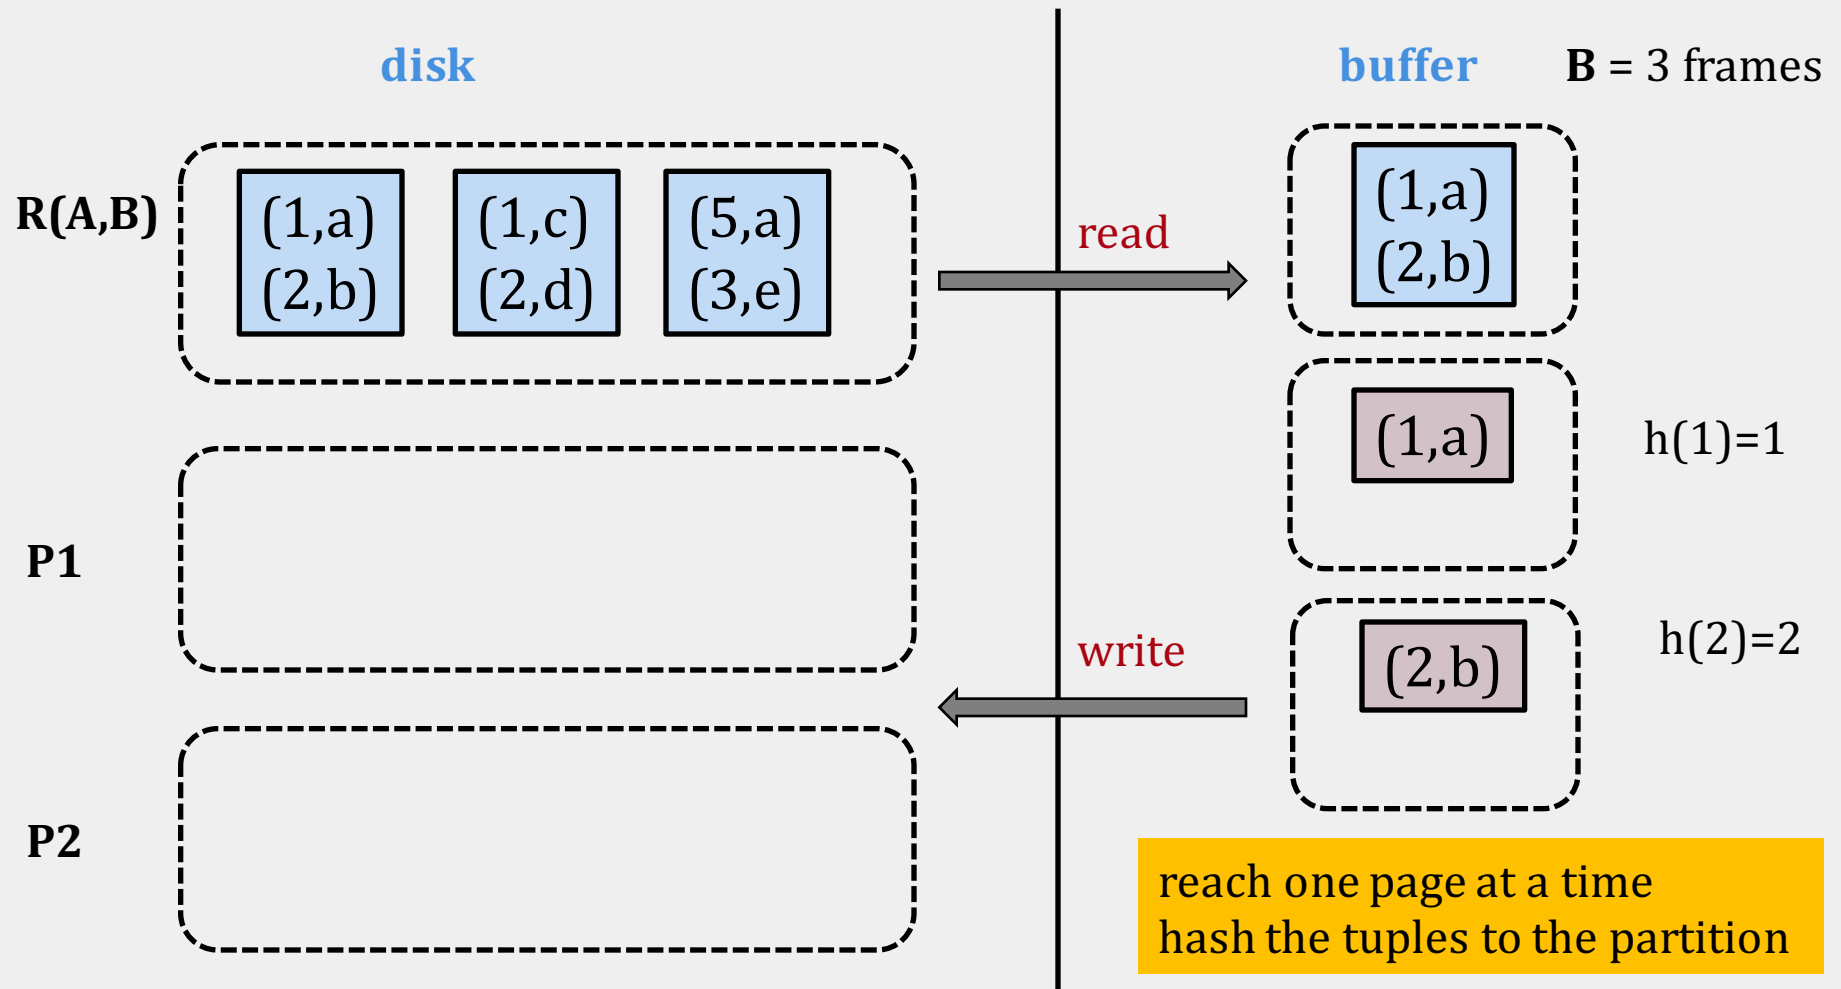 disk
buffer
B = 3 frames
R(A,B)
(1,a)
(2,b)
(1,c)
(2,d)
(5,a)
(3,e)
read
(1,a)
(2,b)
(1,a)
h(1)=1
P1
write
(2,b)
h(2)=2
P2
reach one page at a time
hash the tuples to the partition